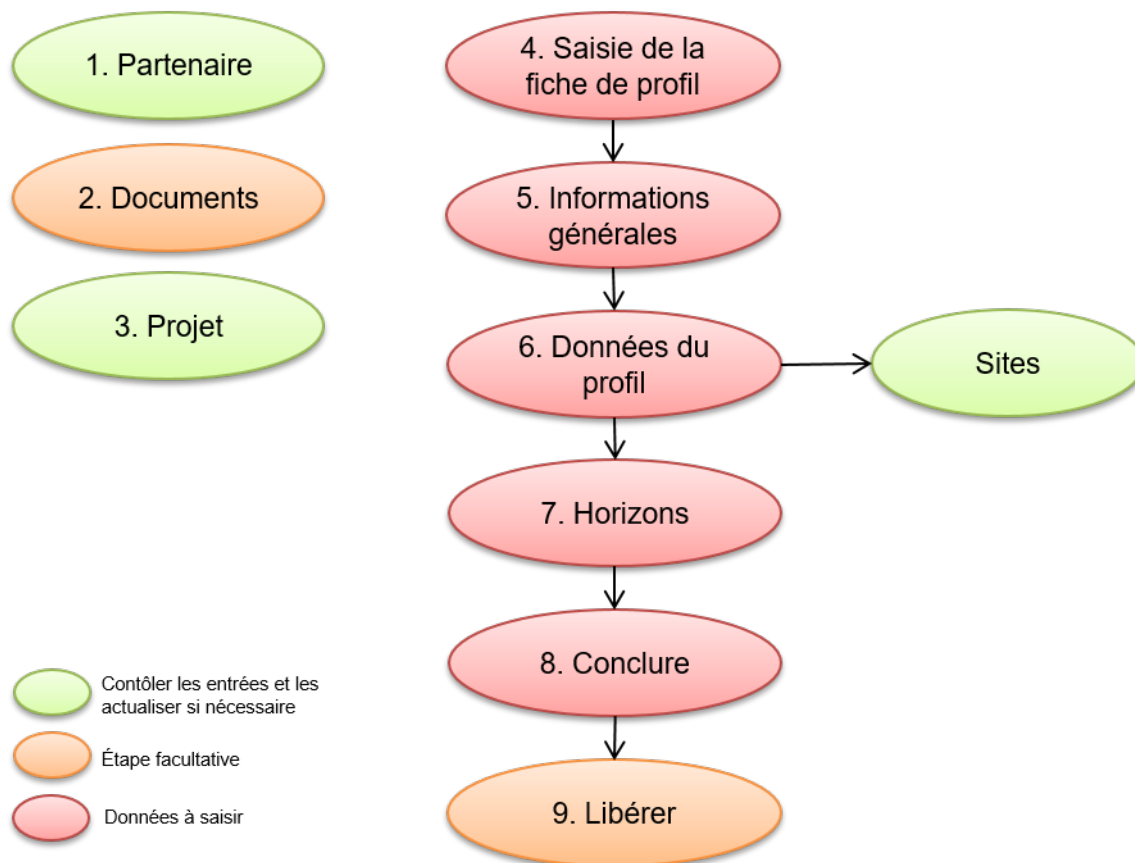 1. Partenaire
2. Documents
3. Projet
4. Saisie de la
fiche de profil
5. Informations
générales
6. Données du
profil
Sites
7. Horizons
8. Conclure
9. Libérer
Contôler les entrées et les
actualiser si nécessaire
Étape facultative
Données à saisir